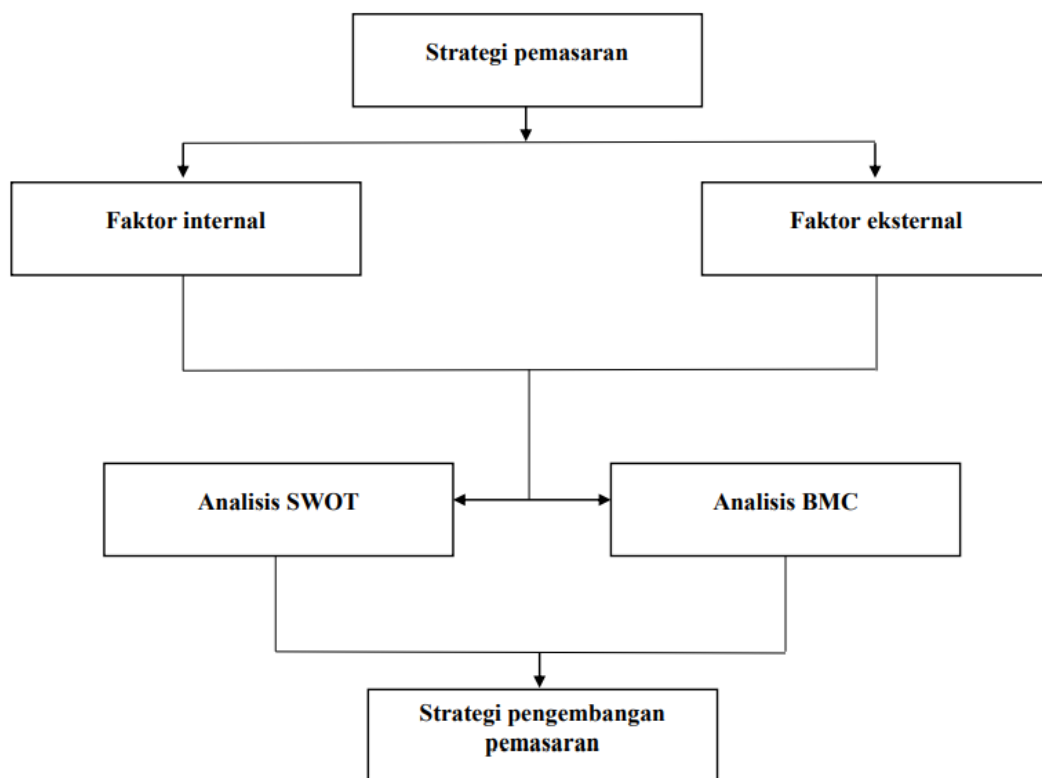 Strategi pemasaran
Faktor internal
Faktor eksternal
Analisis SWOT
Analisis BMC
Strategi pengembangan
pemasaran